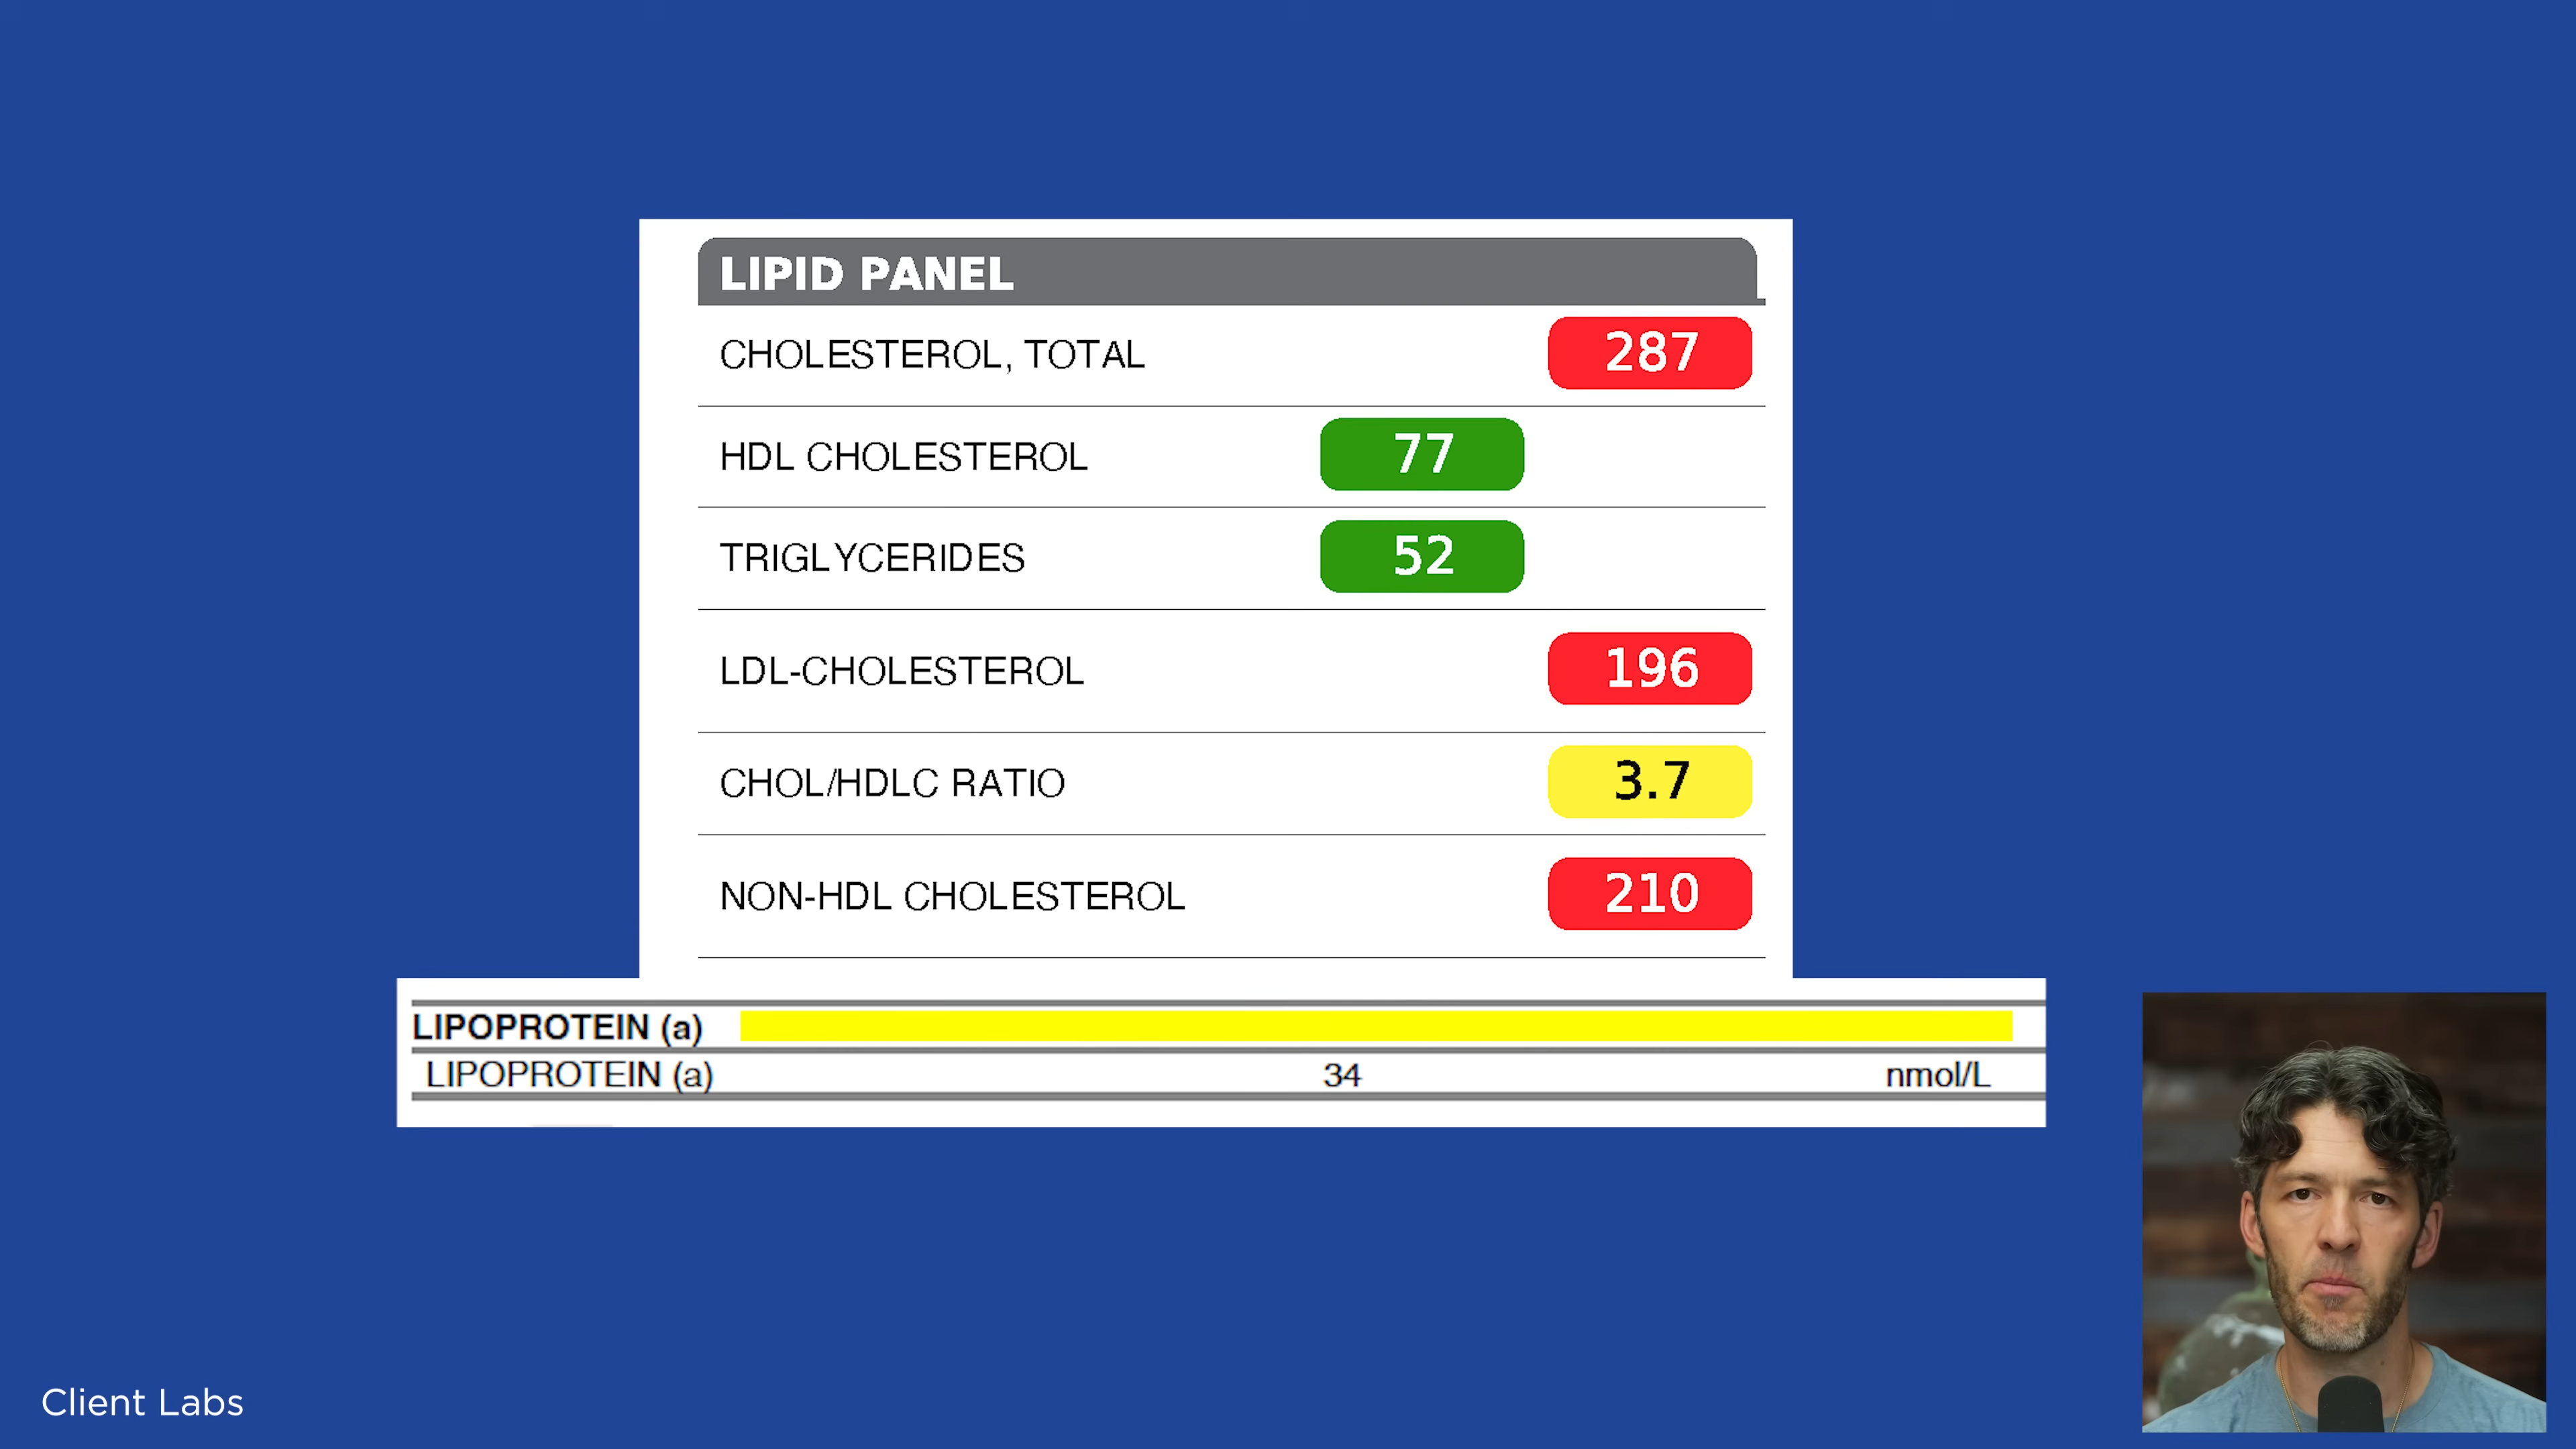 LIPID PANEL
CHOLESTEROL, TOTAL 287
HDL CHOLESTEROL 77
TRIGLYCERIDES 52
LDL-CHOLESTEROL 196
CHOL/HDLC RATIO 3.7
NON-HDL CHOLESTEROL 210
LIPOPROTEIN (a)
LIPOPROTEIN (a) 34 nmol/L
Client Labs